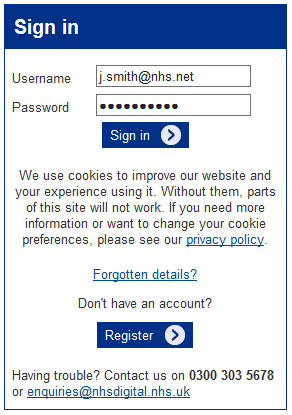 Sign in
Username j.smith@nhs.net
Password ●●●●●●●●●●
Sign in
We use cookies to improve our website and
your experience using it. Without them, parts
of this site will not work. If you need more
information or want to change your cookie
preferences, please see our privacy policy.
Forgotten details?
Don't have an account?
Register
Having trouble? Contact us on 0300 303 5678
or enquiries@nhsdigital.nhs.uk